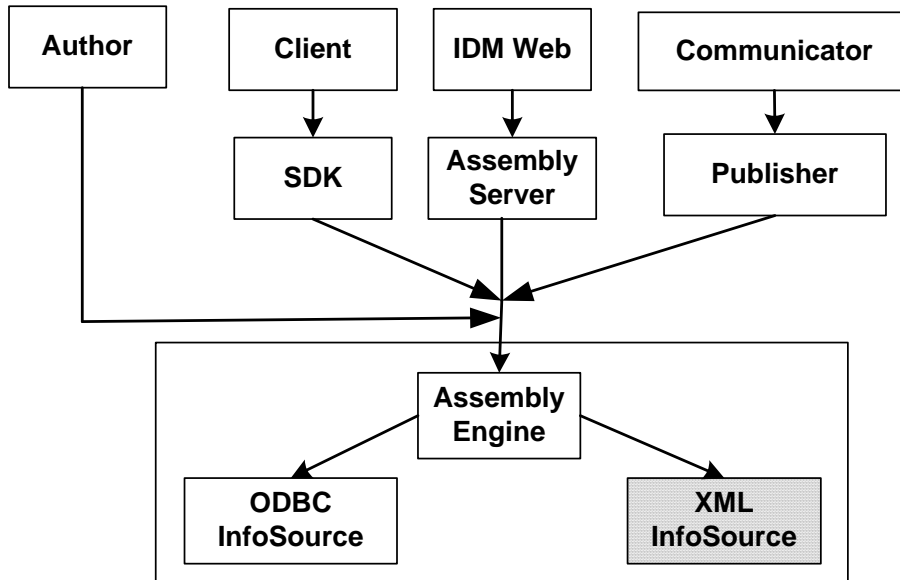 Author
Client
IDM Web
Communicator
SDK
Assembly
Server
Publisher
Assembly
Engine
ODBC
InfoSource
XML
InfoSource